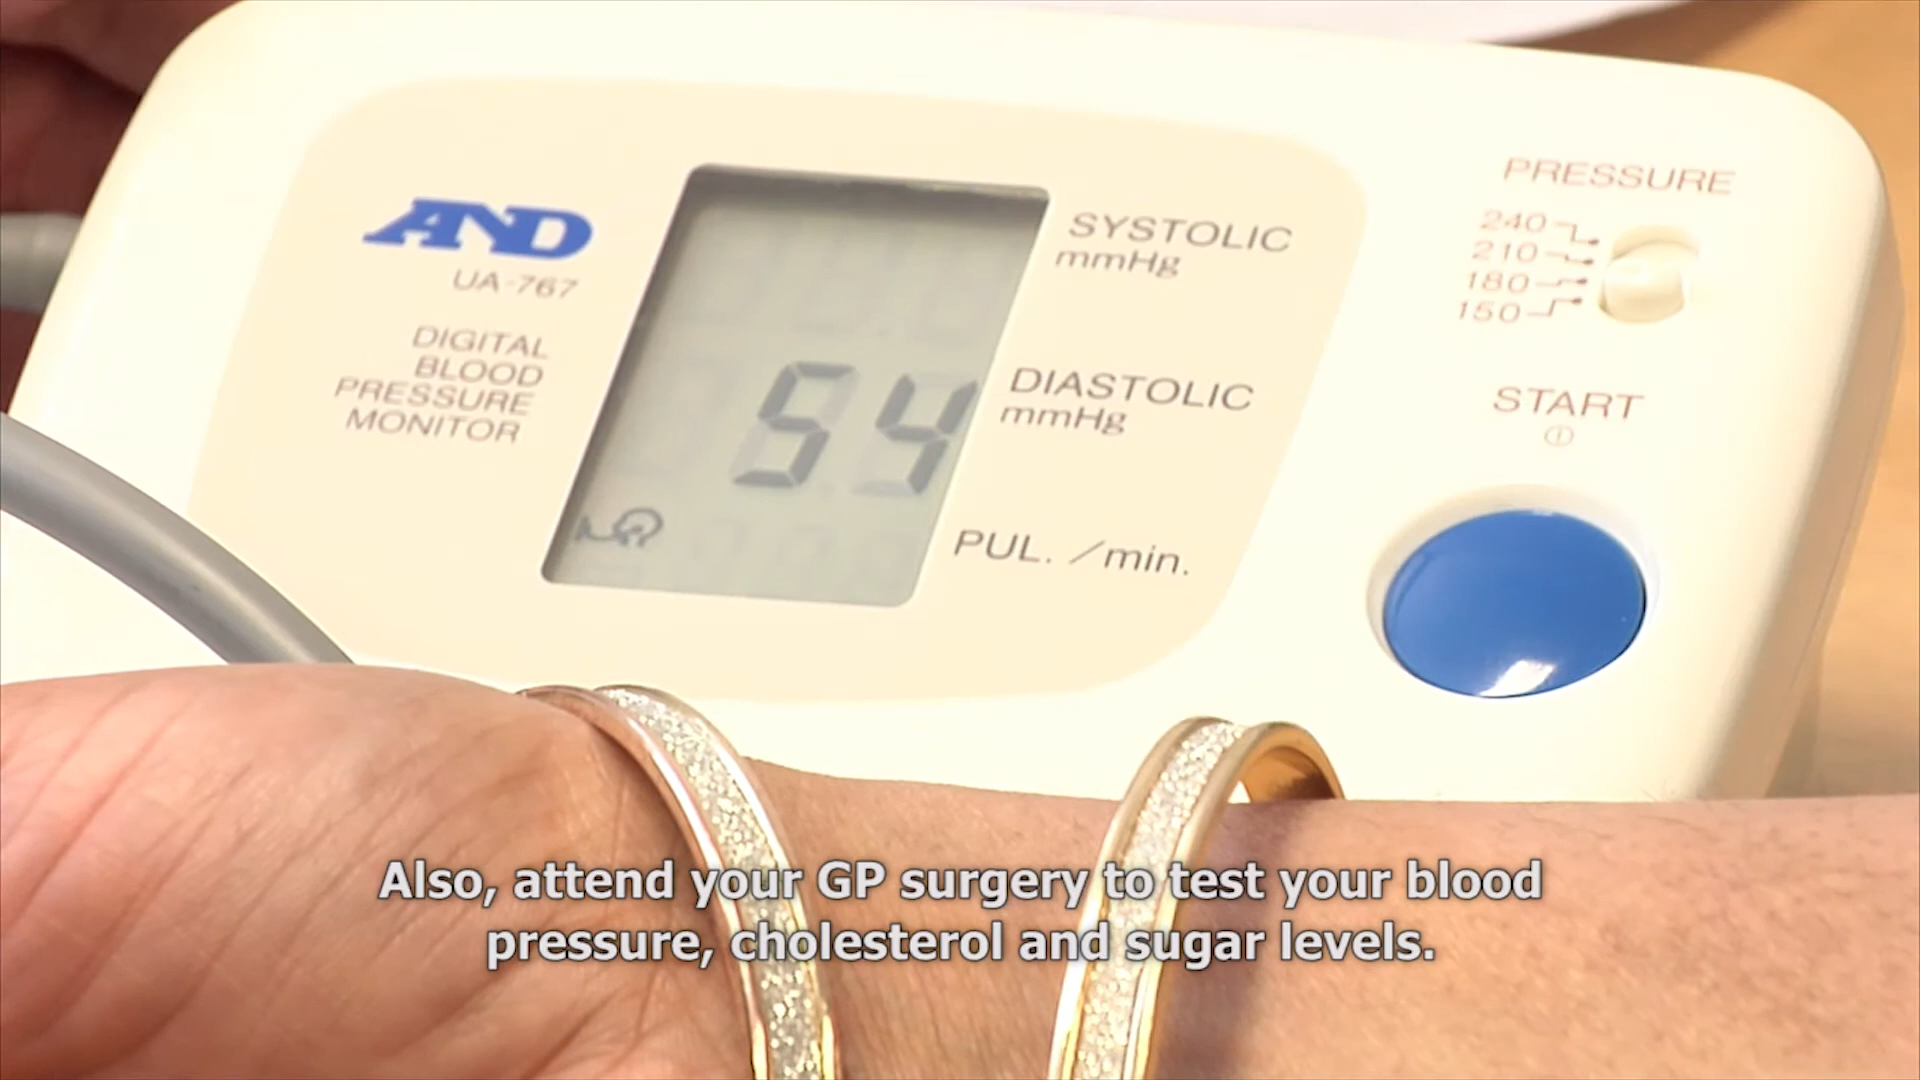 AND
UA-767
DIGITAL
BLOOD
PRESSURE
MONITOR
54
SYSTOLIC
mmHg
DIASTOLIC
mmHg
PUL. /min.
PRESSURE
240
210
180
150
START
Also, attend your GP surgery to test your blood
pressure, cholesterol and sugar levels.